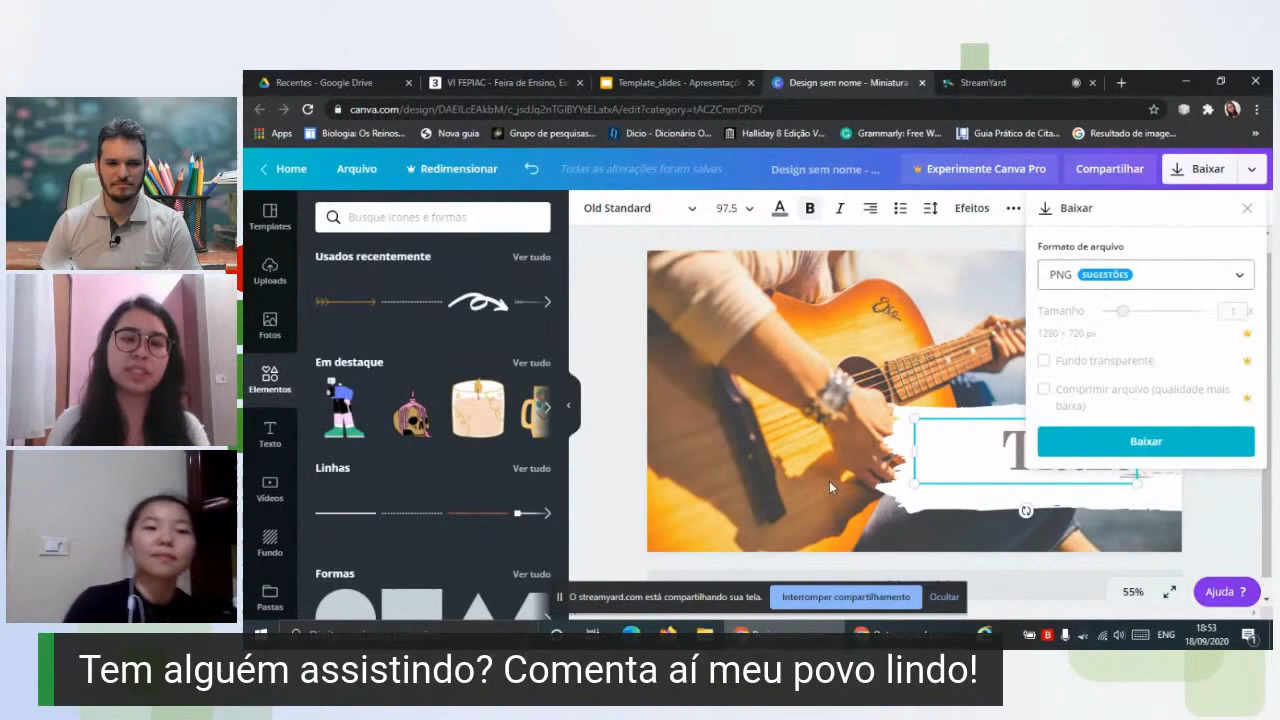 Recentes - Google Drive
VI FEPIAC - Feira de Ensino, Ex
Template_slides - Apresentaçõ
Design sem nome - Miniatura
StreamYard
canva.com/design/DAEILcEAkbM/c_jsdJq2nTGlBYYsELatxA/edit?category=tACZCnmCPGY
Apps
Biologia: Os Reinos...
Nova guia
Grupo de pesquisas...
Dicio - Dicionário O...
Halliday 8 Edição V...
Grammarly: Free W...
Guia Prático de Cita...
Resultado de image...
Home
Arquivo
Redimensionar
Todas as alterações foram salvas
Design sem nome - ...
Experimente Canva Pro
Compartilhar
Baixar
Templates
Uploads
Fotos
Elementos
Texto
Vídeos
Fundo
Pastas
Busque ícones e formas
Usados recentemente
Ver tudo
Em destaque
Ver tudo
Linhas
Ver tudo
Formas
Ver tudo
Old Standard
97,5
A
B
I
Efeitos
Baixar
Formato de arquivo
PNG SUGESTÕES
Tamanho
1 x
1280 × 720 px
Fundo transparente
Comprimir arquivo (qualidade mais
baixa)
Baixar
O streamyard.com está compartilhando sua tela.
Interromper compartilhamento
Ocultar
55%
Ajuda ?
ENG
18:53
18/09/2020
Tem alguém assistindo? Comenta aí meu povo lindo!